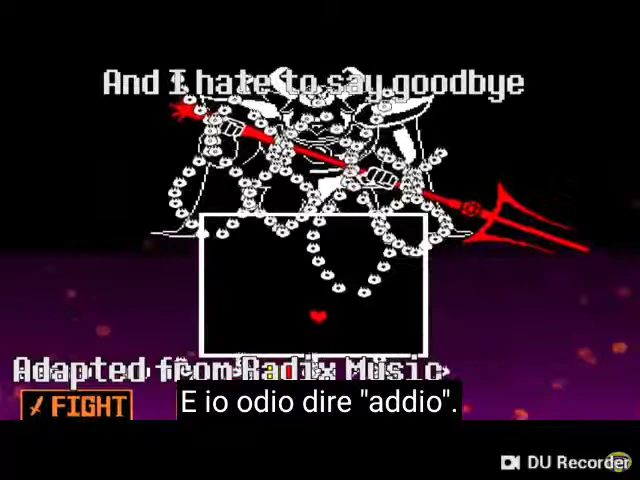 And I hate to say goodbye
Adapted from Radix Music
FIGHT
E io odio dire "addio".
DU Recorder